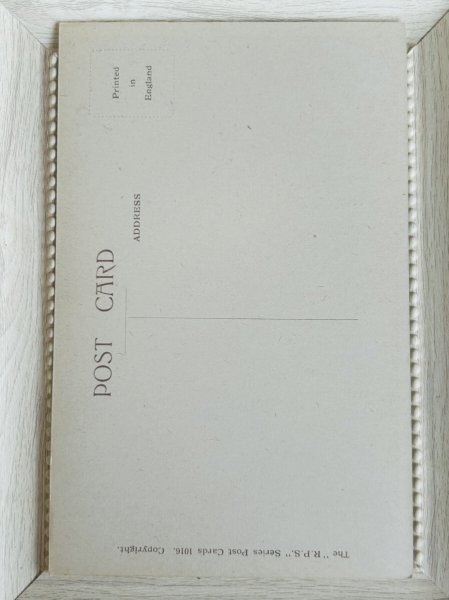 POST CARD
Printed
in
England
ADDRESS
The "R.P.S." Series Post Cards 1016. Copyright.